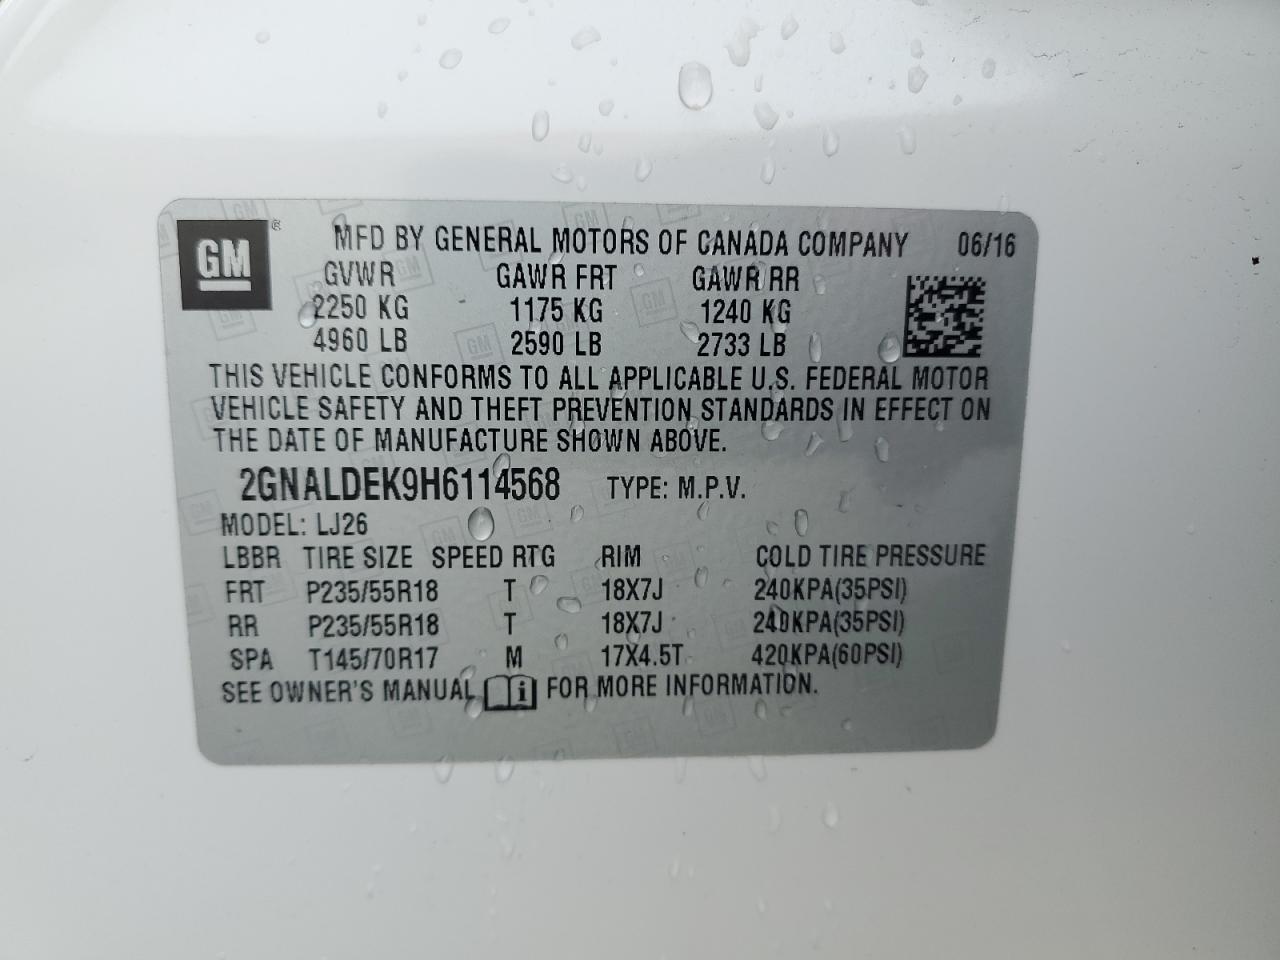 GM ® MFD BY GENERAL MOTORS OF CANADA COMPANY 06/16
GVWR GAWR FRT GAWR RR
2250 KG 1175 KG 1240 KG
4960 LB 2590 LB 2733 LB
THIS VEHICLE CONFORMS TO ALL APPLICABLE U.S. FEDERAL MOTOR
VEHICLE SAFETY AND THEFT PREVENTION STANDARDS IN EFFECT ON
THE DATE OF MANUFACTURE SHOWN ABOVE.
2GNALDEK9H6114568 TYPE: M.P.V.
MODEL: LJ26
LBBR TIRE SIZE SPEED RTG RIM COLD TIRE PRESSURE
FRT P235/55R18 T 18X7J 240KPA(35PSI)
RR P235/55R18 T 18X7J 240KPA(35PSI)
SPA T145/70R17 M 17X4.5T 420KPA(60PSI)
SEE OWNER'S MANUAL i FOR MORE INFORMATION.